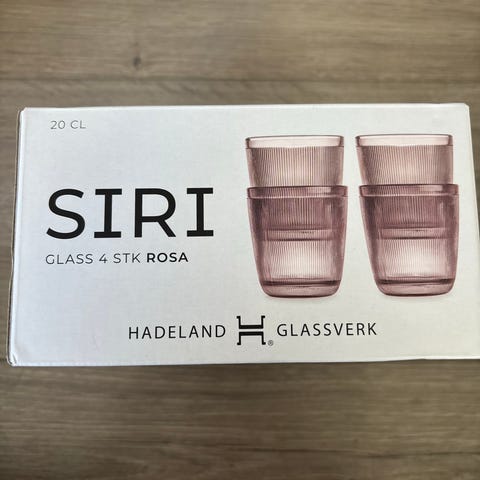 20 CL
SIRI
GLASS 4 STK ROSA
HADELAND GLASSVERK
®